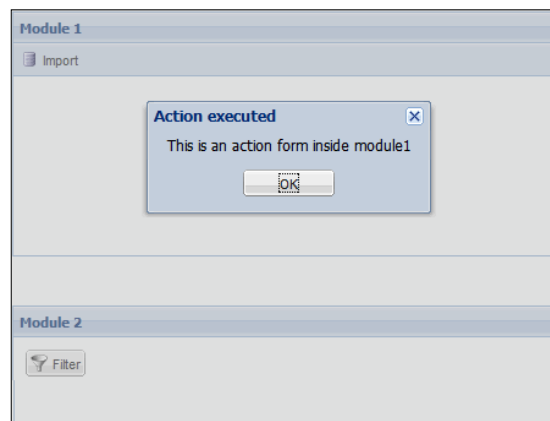 Module 1
Import
Action executed
This is an action form inside module1
OK
Module 2
Filter